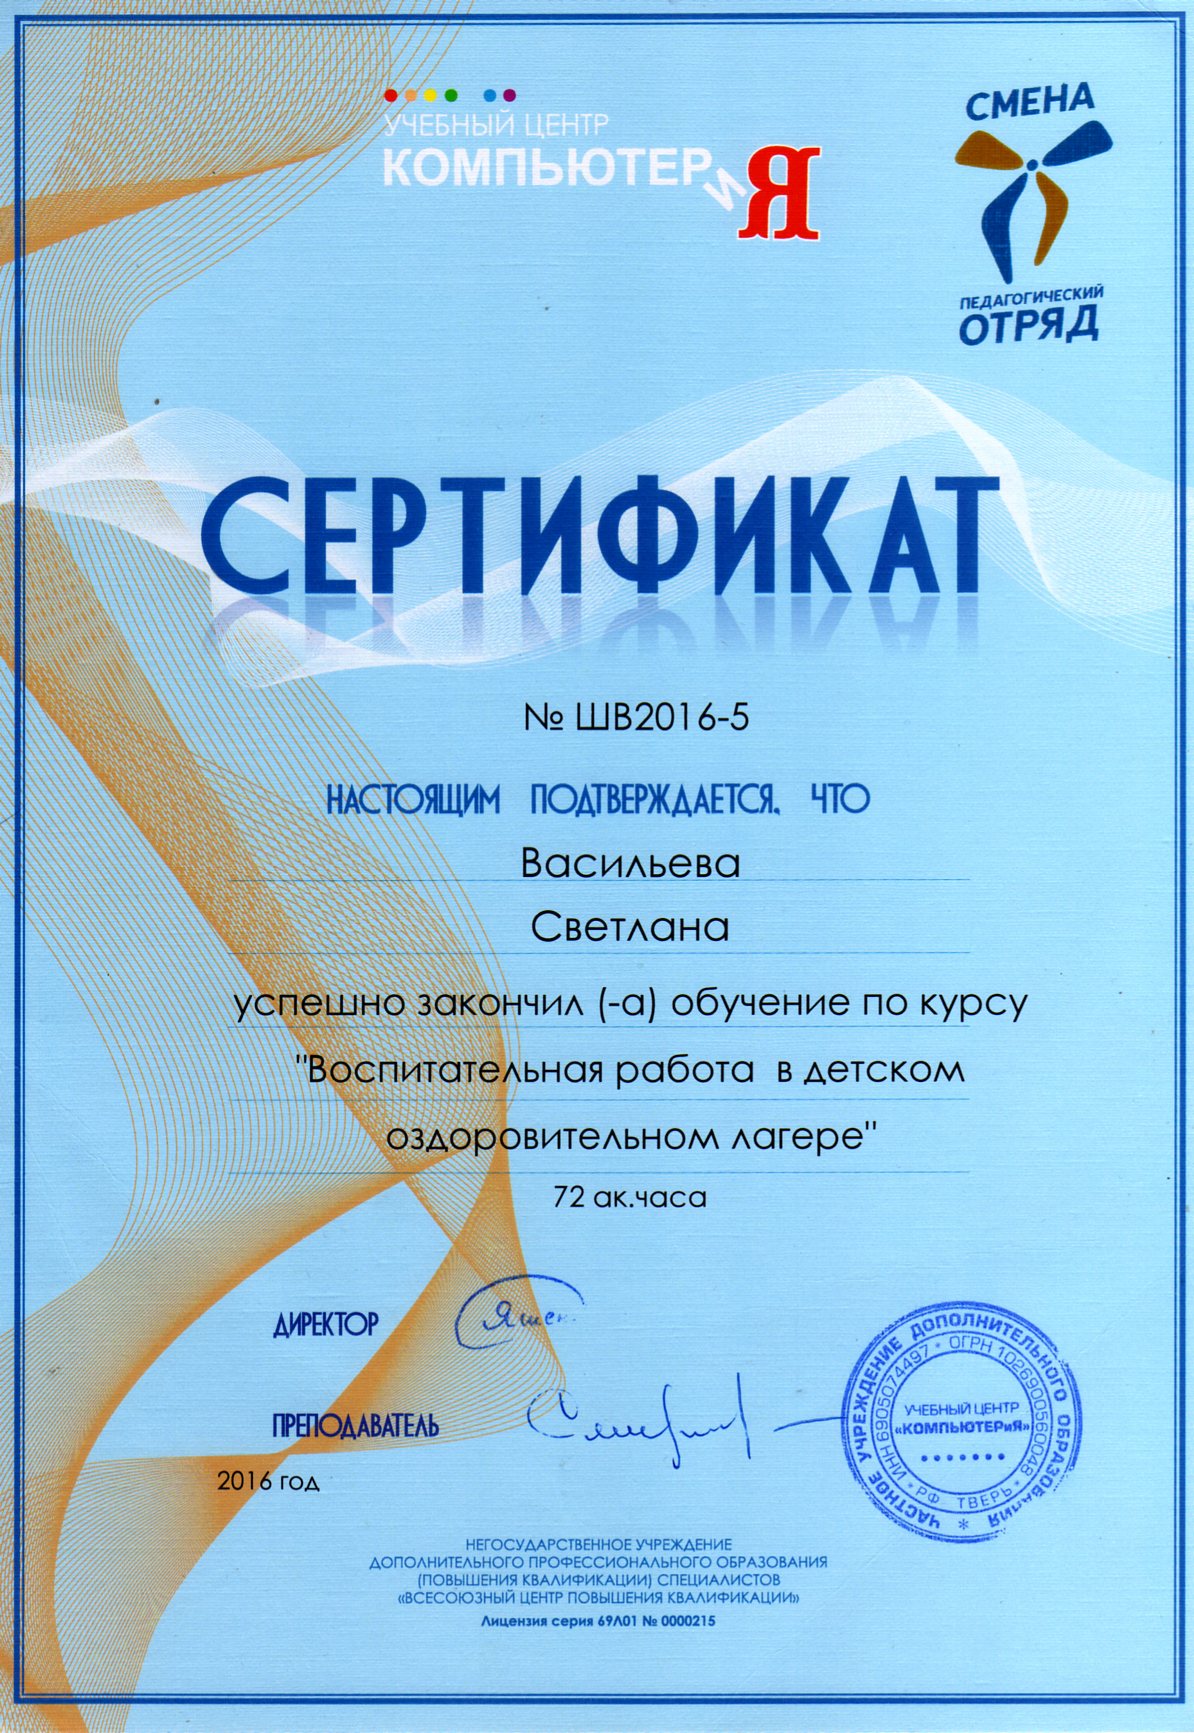 УЧЕБНЫЙ ЦЕНТР
КОМПЬЮТЕРиЯ
СМЕНА
ПЕДАГОГИЧЕСКИЙ
ОТРЯД
СЕРТИФИКАТ
№ ШВ2016-5
НАСТОЯЩИМ ПОДТВЕРЖДАЕТСЯ, ЧТО
Васильева
Светлана
успешно закончил (-а) обучение по курсу
"Воспитательная работа в детском
оздоровительном лагере"
72 ак.часа
ДИРЕКТОР
ПРЕПОДАВАТЕЛЬ
2016 год
ЧАСТНОЕ УЧРЕЖДЕНИЕ ДОПОЛНИТЕЛЬНОГО ОБРАЗОВАНИЯ *
ИНН 6905074497 * ОГРН 1026900560048 * РФ ТВЕРЬ *
УЧЕБНЫЙ ЦЕНТР
«КОМПЬЮТЕРиЯ»
НЕГОСУДАРСТВЕННОЕ УЧРЕЖДЕНИЕ
ДОПОЛНИТЕЛЬНОГО ПРОФЕССИОНАЛЬНОГО ОБРАЗОВАНИЯ
(ПОВЫШЕНИЯ КВАЛИФИКАЦИИ) СПЕЦИАЛИСТОВ
«ВСЕСОЮЗНЫЙ ЦЕНТР ПОВЫШЕНИЯ КВАЛИФИКАЦИИ»
Лицензия серия 69Л01 № 0000215